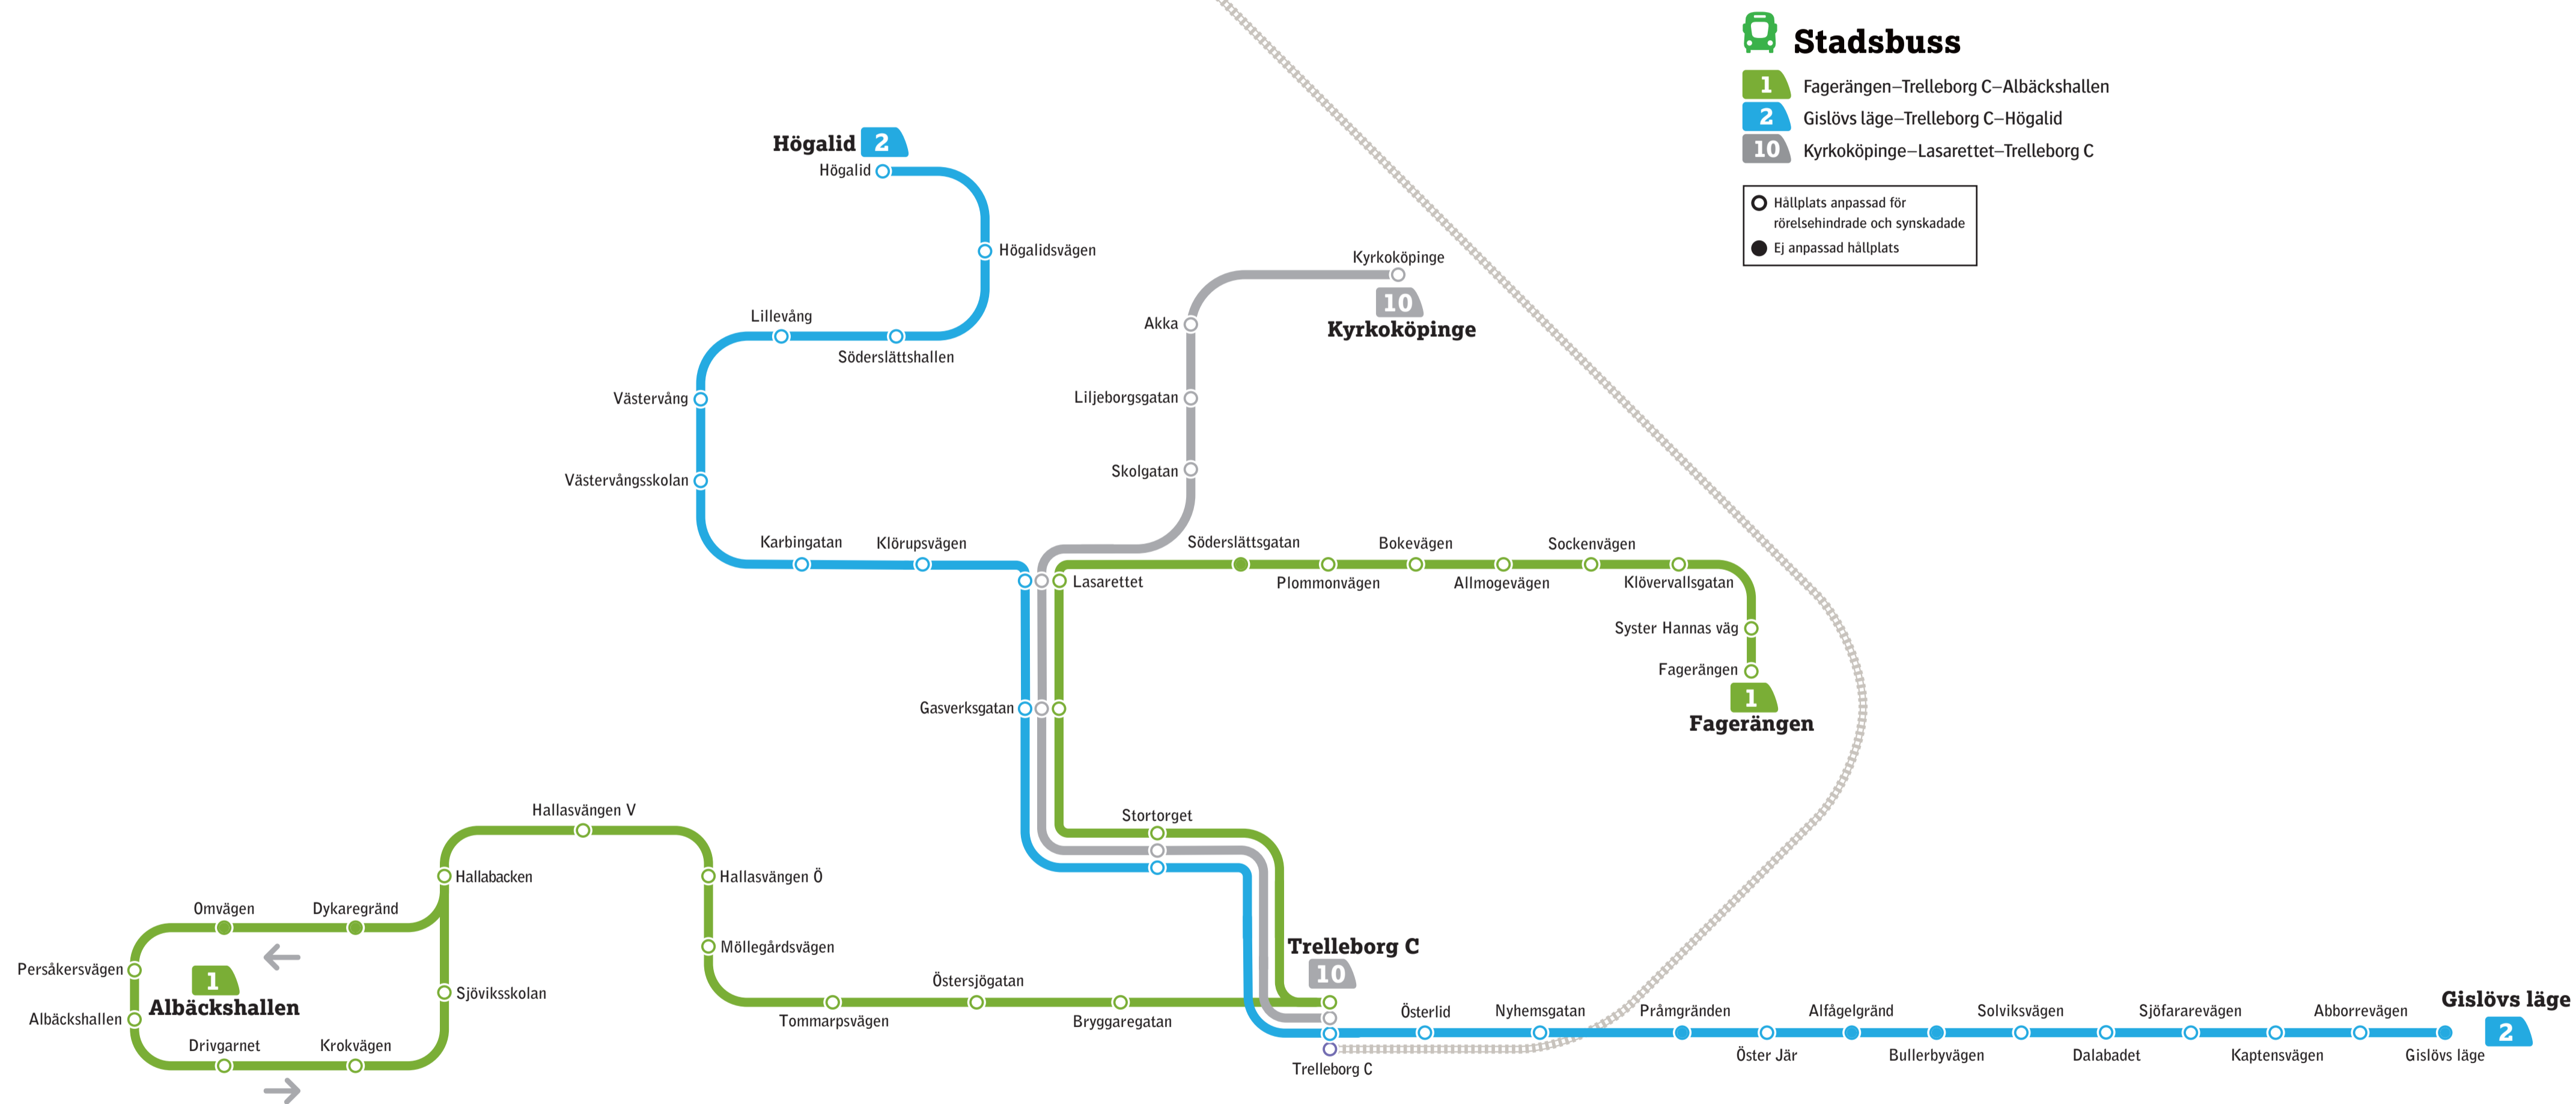 Stadsbuss
1 Fagerängen–Trelleborg C–Albäckshallen
2 Gislövs läge–Trelleborg C–Högalid
10 Kyrkoköpinge–Lasarettet–Trelleborg C
Hållplats anpassad för
rörelsehindrade och synskadade
Ej anpassad hållplats
Högalid 2
Högalid
Högalidsvägen
Lillevång
Söderslättshallen
Västervång
Västervångsskolan
Karbingatan
Klörupsvägen
Kyrkoköpinge
10
Kyrkoköpinge
Akka
Liljeborgsgatan
Skolgatan
Lasarettet
Söderslättsgatan
Plommonvägen
Bokevägen
Allmogevägen
Sockenvägen
Klövervallsgatan
Syster Hannas väg
Fagerängen
1
Fagerängen
Gasverksgatan
Stortorget
Hallasvängen V
Hallabacken
Hallasvängen Ö
Omvägen
Dykaregränd
Möllegårdsvägen
Persåkersvägen
1
Albäckshallen
Albäckshallen
Sjöviksskolan
Drivgarnet
Krokvägen
Tommarpsvägen
Östersjögatan
Bryggaregatan
Trelleborg C
10
Trelleborg C
Österlid
Nyhemsgatan
Pråmgränden
Öster Jär
Alfågelgränd
Bullerbyvägen
Solviksvägen
Dalabadet
Sjöfararevägen
Kaptensvägen
Abborrevägen
Gislövs läge
Gislövs läge
2